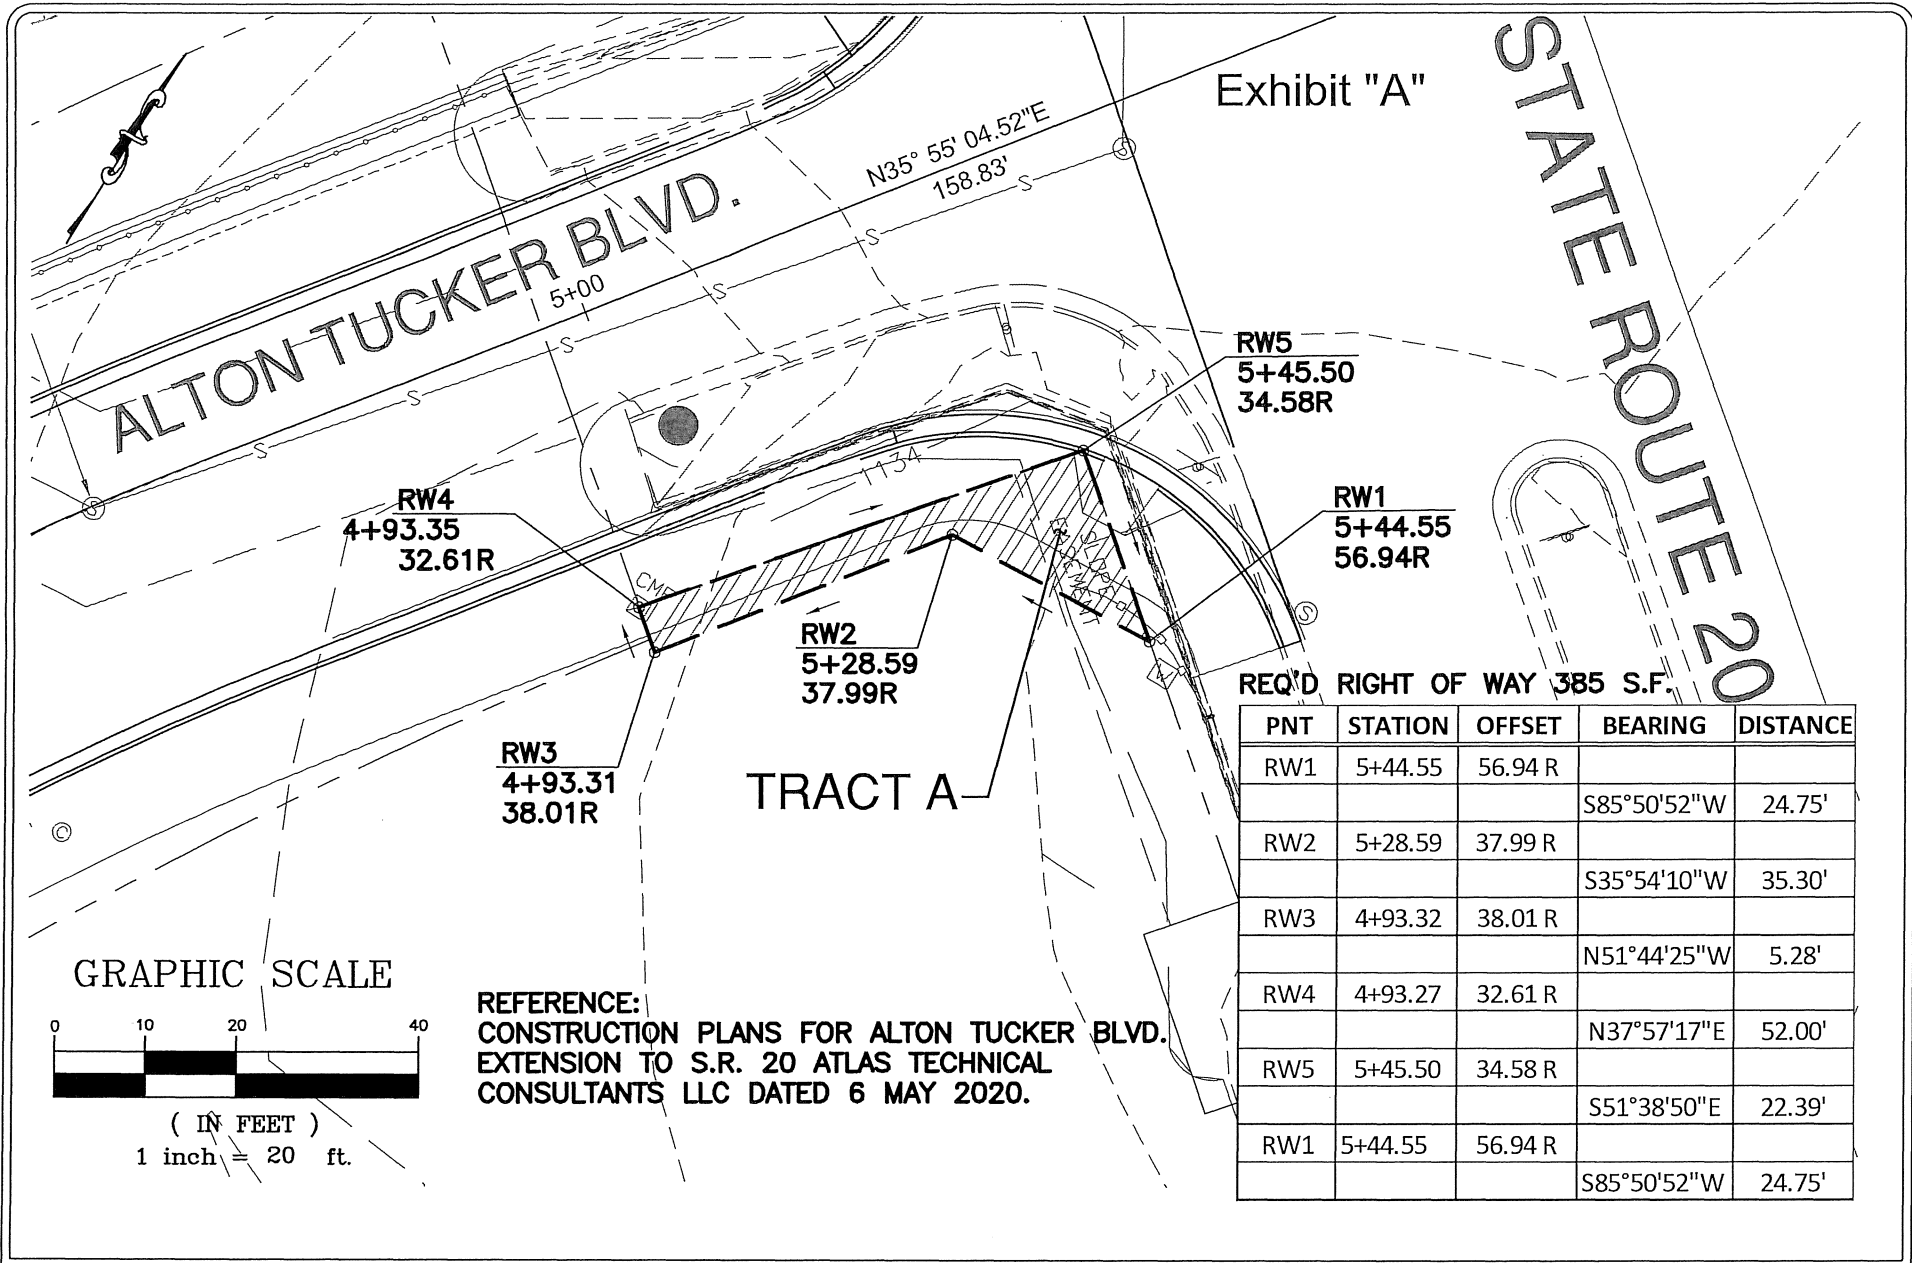 Exhibit "A"
STATE ROUTE 20
N35° 55' 04.52"E
158.83'
S
S
ALTON TUCKER BLVD.
5+00
S
S
S
S
S
S
RW5
5+45.50
34.58R
1134
RW4
4+93.35
32.61R
RW1
5+44.55
56.94R
CMF
RW2
5+28.59
37.99R
S
RW3
4+93.31
38.01R
TRACT A
REQ'D RIGHT OF WAY 385 S.F.
PNT STATION OFFSET BEARING DISTANCE
RW1 5+44.55 56.94 R
S85°50'52"W 24.75'
RW2 5+28.59 37.99 R
S35°54'10"W 35.30'
RW3 4+93.32 38.01 R
N51°44'25"W 5.28'
RW4 4+93.27 32.61 R
N37°57'17"E 52.00'
RW5 5+45.50 34.58 R
S51°38'50"E 22.39'
RW1 5+44.55 56.94 R
S85°50'52"W 24.75'
GRAPHIC SCALE
0 10 20 40
( IN FEET )
1 inch = 20 ft.
REFERENCE:
CONSTRUCTION PLANS FOR ALTON TUCKER BLVD.
EXTENSION TO S.R. 20 ATLAS TECHNICAL
CONSULTANTS LLC DATED 6 MAY 2020.